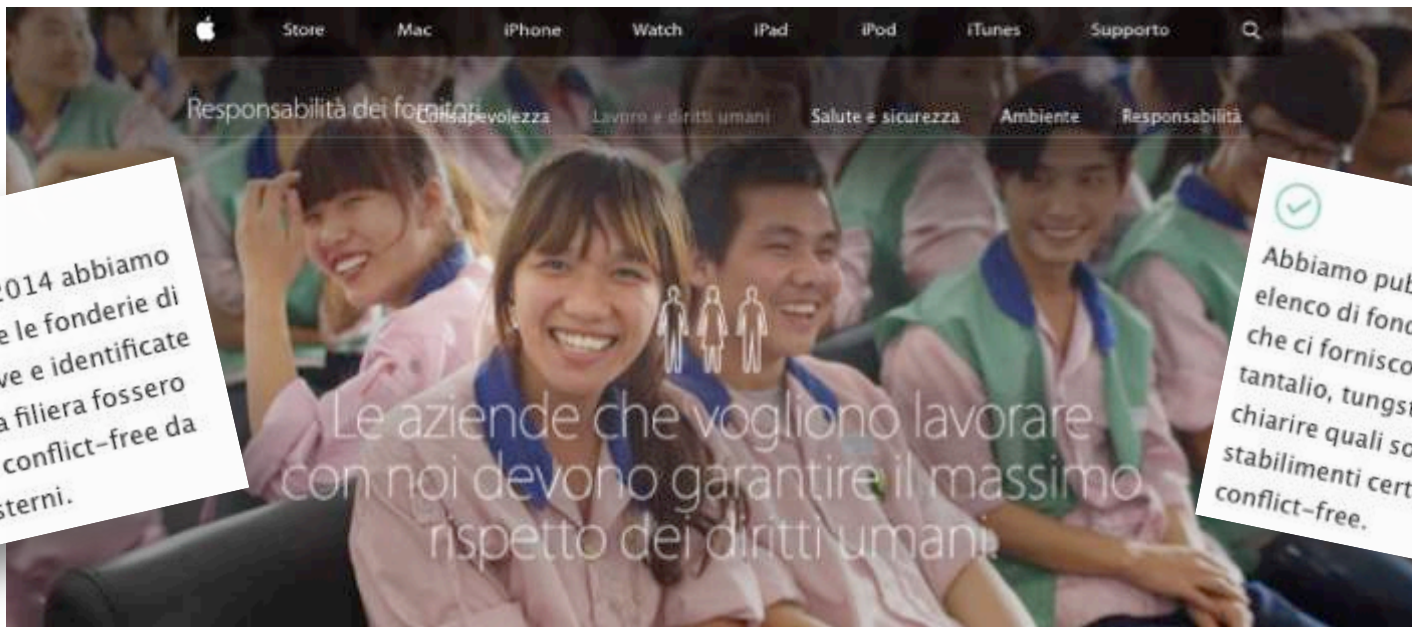 Store Mac iPhone Watch iPad iPod iTunes Supporto
Responsabilità dei fornitori
Consapevolezza Lavoro e diritti umani Salute e sicurezza Ambiente Responsabilità
2014 abbiamo
e le fonderie di
ve e identificate
a filiera fossero
conflict-free da
sterni.
Le aziende che vogliono lavorare
con noi devono garantire il massimo
rispetto dei diritti umani
Abbiamo pub
elenco di fond
che ci fornisco
tantalio, tungst
chiarire quali so
stabilimenti cert
conflict-free.